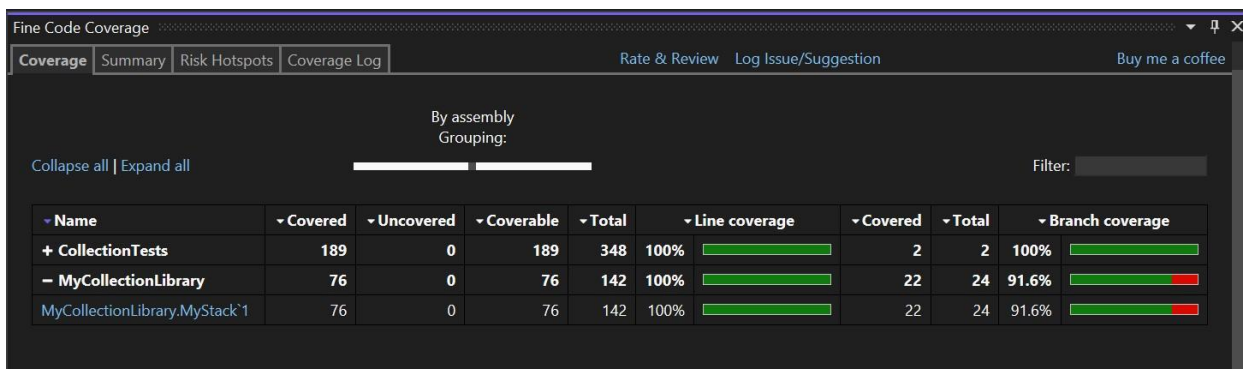 Fine Code Coverage
Coverage Summary Risk Hotspots Coverage Log Rate & Review Log Issue/Suggestion Buy me a coffee
By assembly
Grouping:
Collapse all | Expand all Filter:
Name Covered Uncovered Coverable Total Line coverage Covered Total Branch coverage
+ CollectionTests 189 0 189 348 100% 2 2 100%
− MyCollectionLibrary 76 0 76 142 100% 22 24 91.6%
MyCollectionLibrary.MyStack`1 76 0 76 142 100% 22 24 91.6%